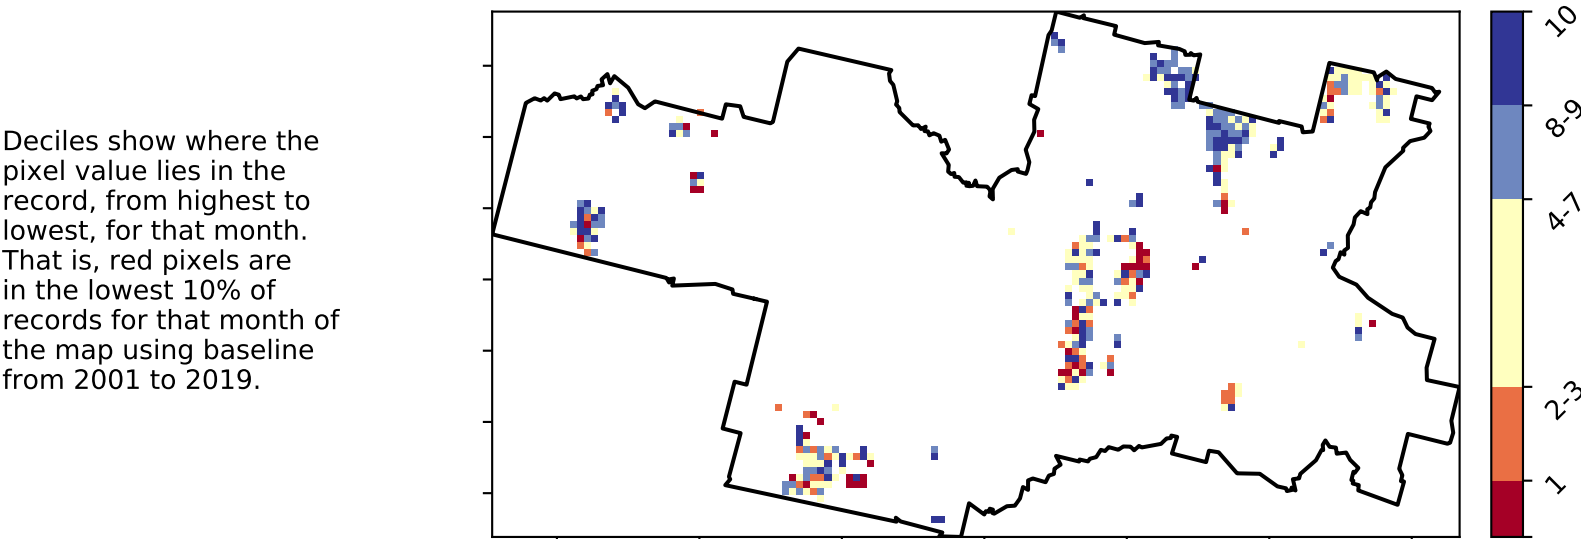 Deciles show where the
pixel value lies in the
record, from highest to
lowest, for that month.
That is, red pixels are
in the lowest 10% of
records for that month of
the map using baseline
from 2001 to 2019.
10
8-9
4-7
2-3
1